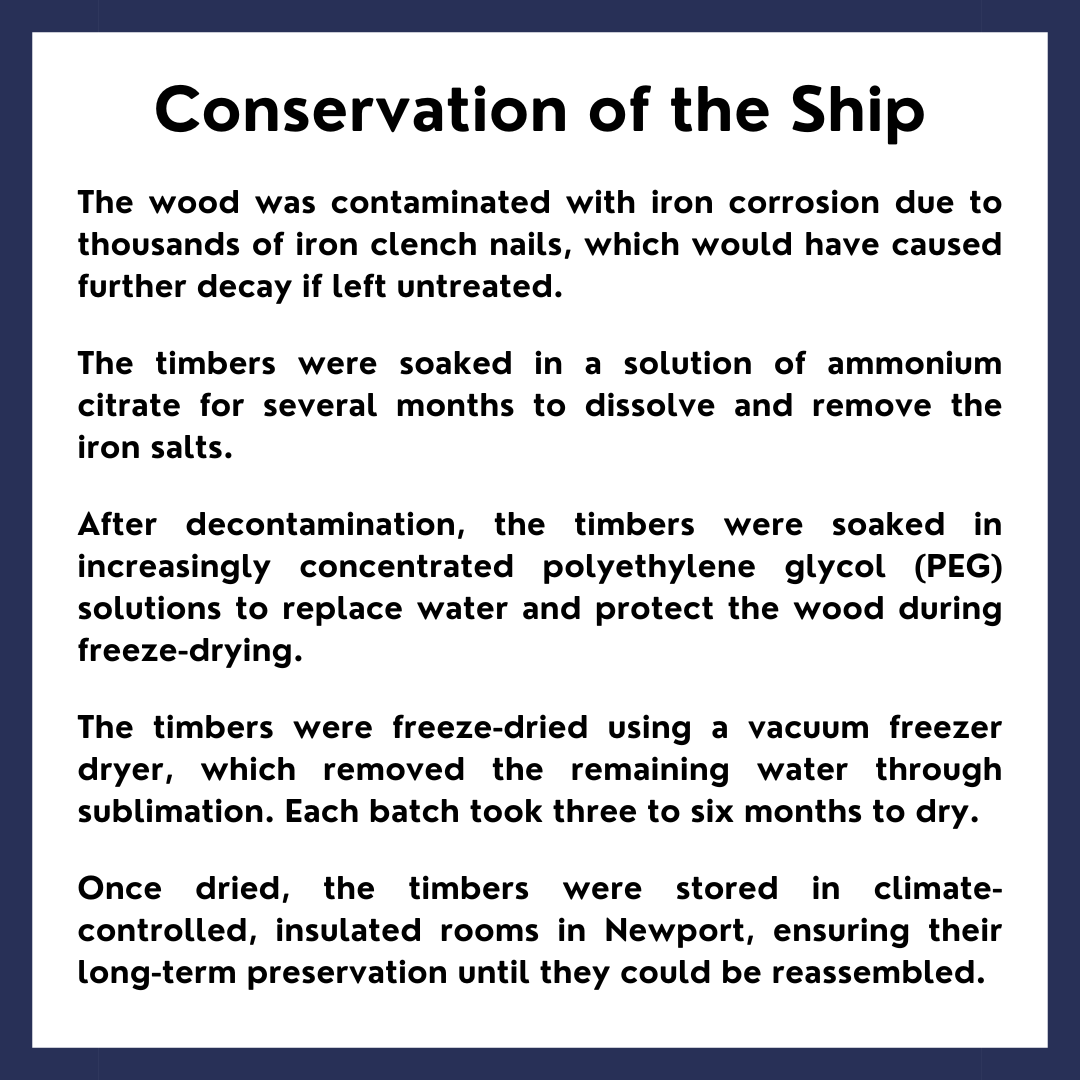 Conservation of the Ship
The wood was contaminated with iron corrosion due to
thousands of iron clench nails, which would have caused
further decay if left untreated.
The timbers were soaked in a solution of ammonium
citrate for several months to dissolve and remove the
iron salts.
After decontamination, the timbers were soaked in
increasingly concentrated polyethylene glycol (PEG)
solutions to replace water and protect the wood during
freeze-drying.
The timbers were freeze-dried using a vacuum freezer
dryer, which removed the remaining water through
sublimation. Each batch took three to six months to dry.
Once dried, the timbers were stored in climate-
controlled, insulated rooms in Newport, ensuring their
long-term preservation until they could be reassembled.